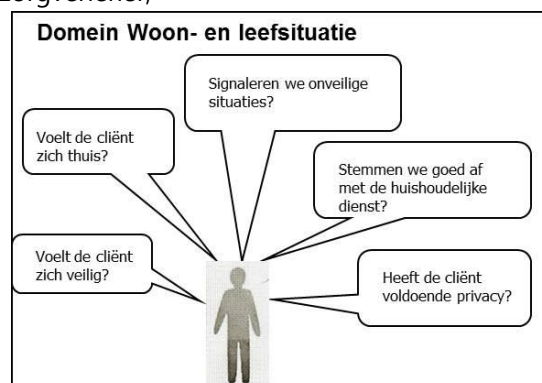 zorgverlener,
Domein Woon- en leefsituatie
Signaleren we onveilige
situaties?
Voelt de cliënt
zich thuis?
Stemmen we goed af
met de huishoudelijke
dienst?
Voelt de cliënt
zich veilig?
Heeft de cliënt
voldoende privacy?